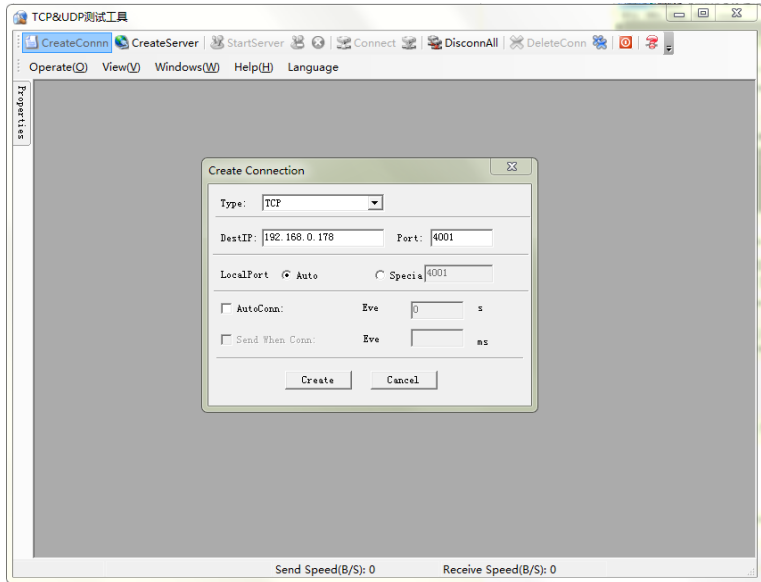 TCP&UDP测试工具
CreateConnn CreateServer StartServer Connect DisconnAll DeleteConn
Operate(O) View(V) Windows(W) Help(H) Language
Properties
Create Connection
Type: TCP
DestIP: 192.168.0.178 Port: 4001
LocalPort Auto Specia 4001
AutoConn: Eve 0 s
Send When Conn: Eve ms
Create Cancel
Send Speed(B/S): 0 Receive Speed(B/S): 0